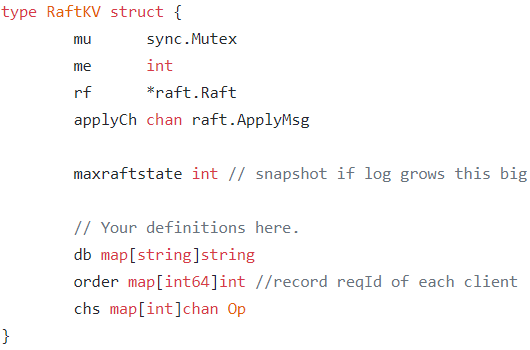 type RaftKV struct {
mu sync.Mutex
me int
rf *raft.Raft
applyCh chan raft.ApplyMsg
maxraftstate int // snapshot if log grows this big
// Your definitions here.
db map[string]string
order map[int64]int //record reqId of each client
chs map[int]chan Op
}